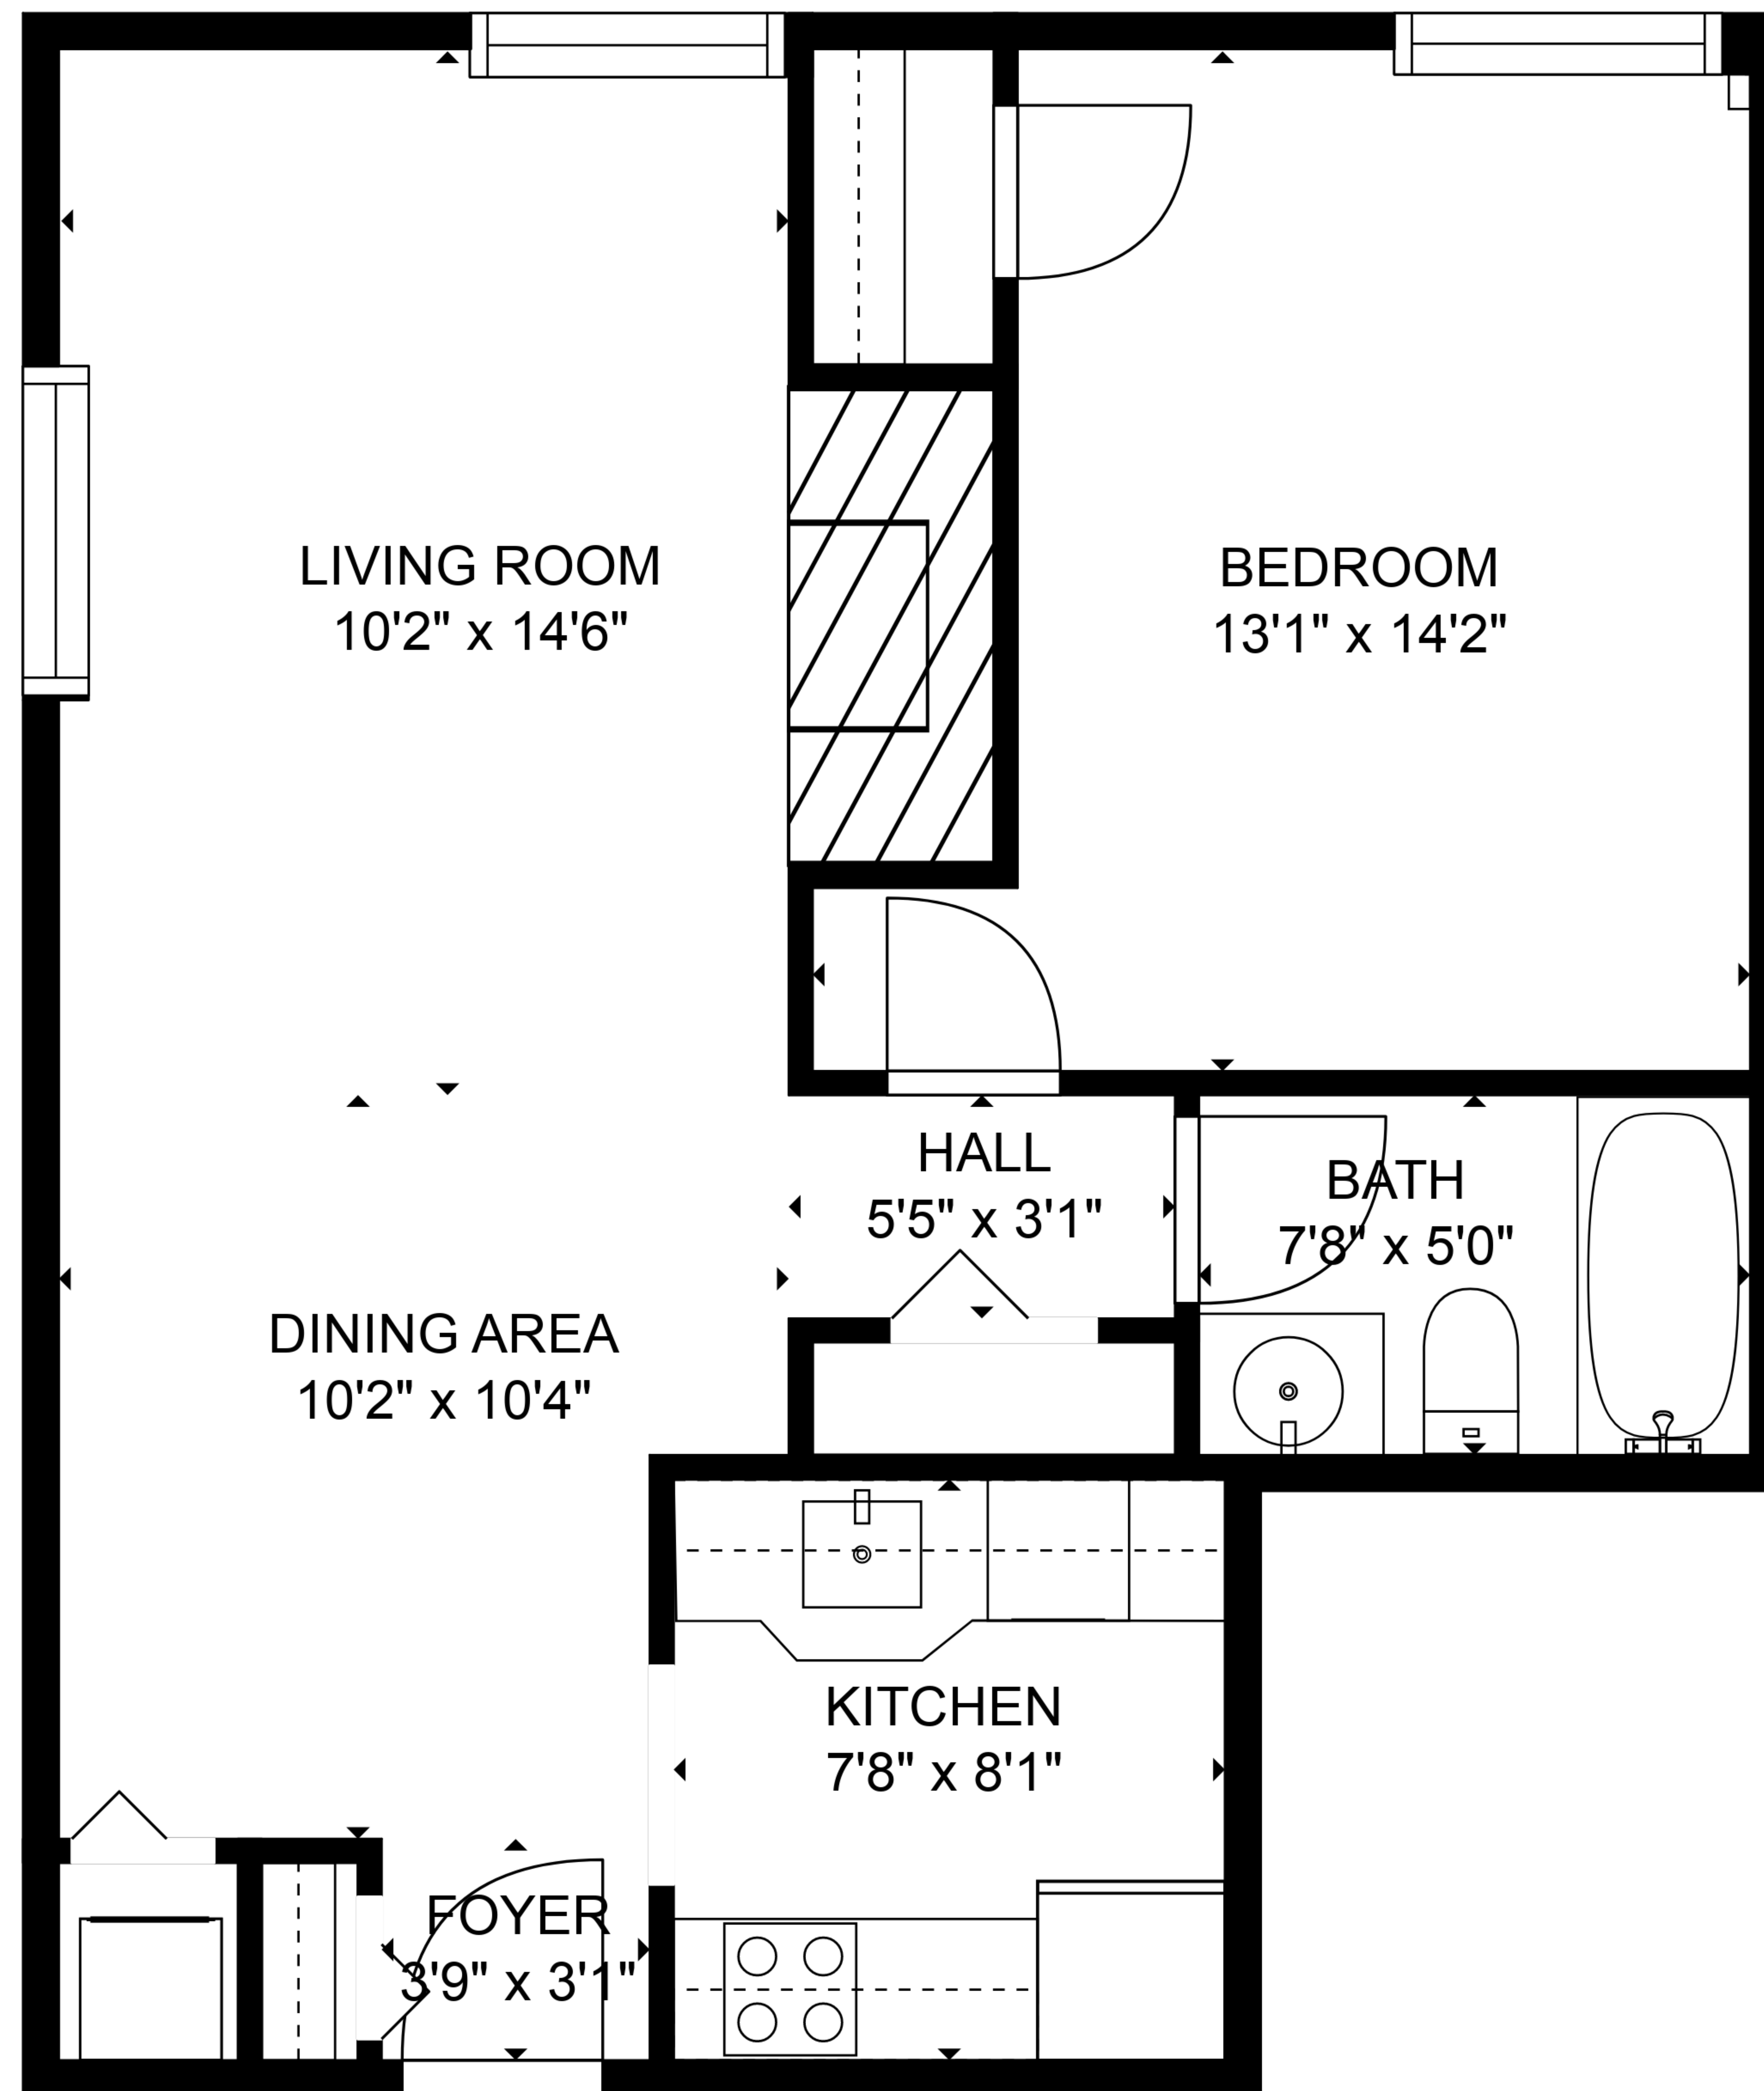 LIVING ROOM
10'2" x 14'6"
BEDROOM
13'1" x 14'2"
HALL
5'5" x 3'1"
BATH
7'8" x 5'0"
DINING AREA
10'2" x 10'4"
KITCHEN
7'8" x 8'1"
FOYER
3'9" x 3'1"